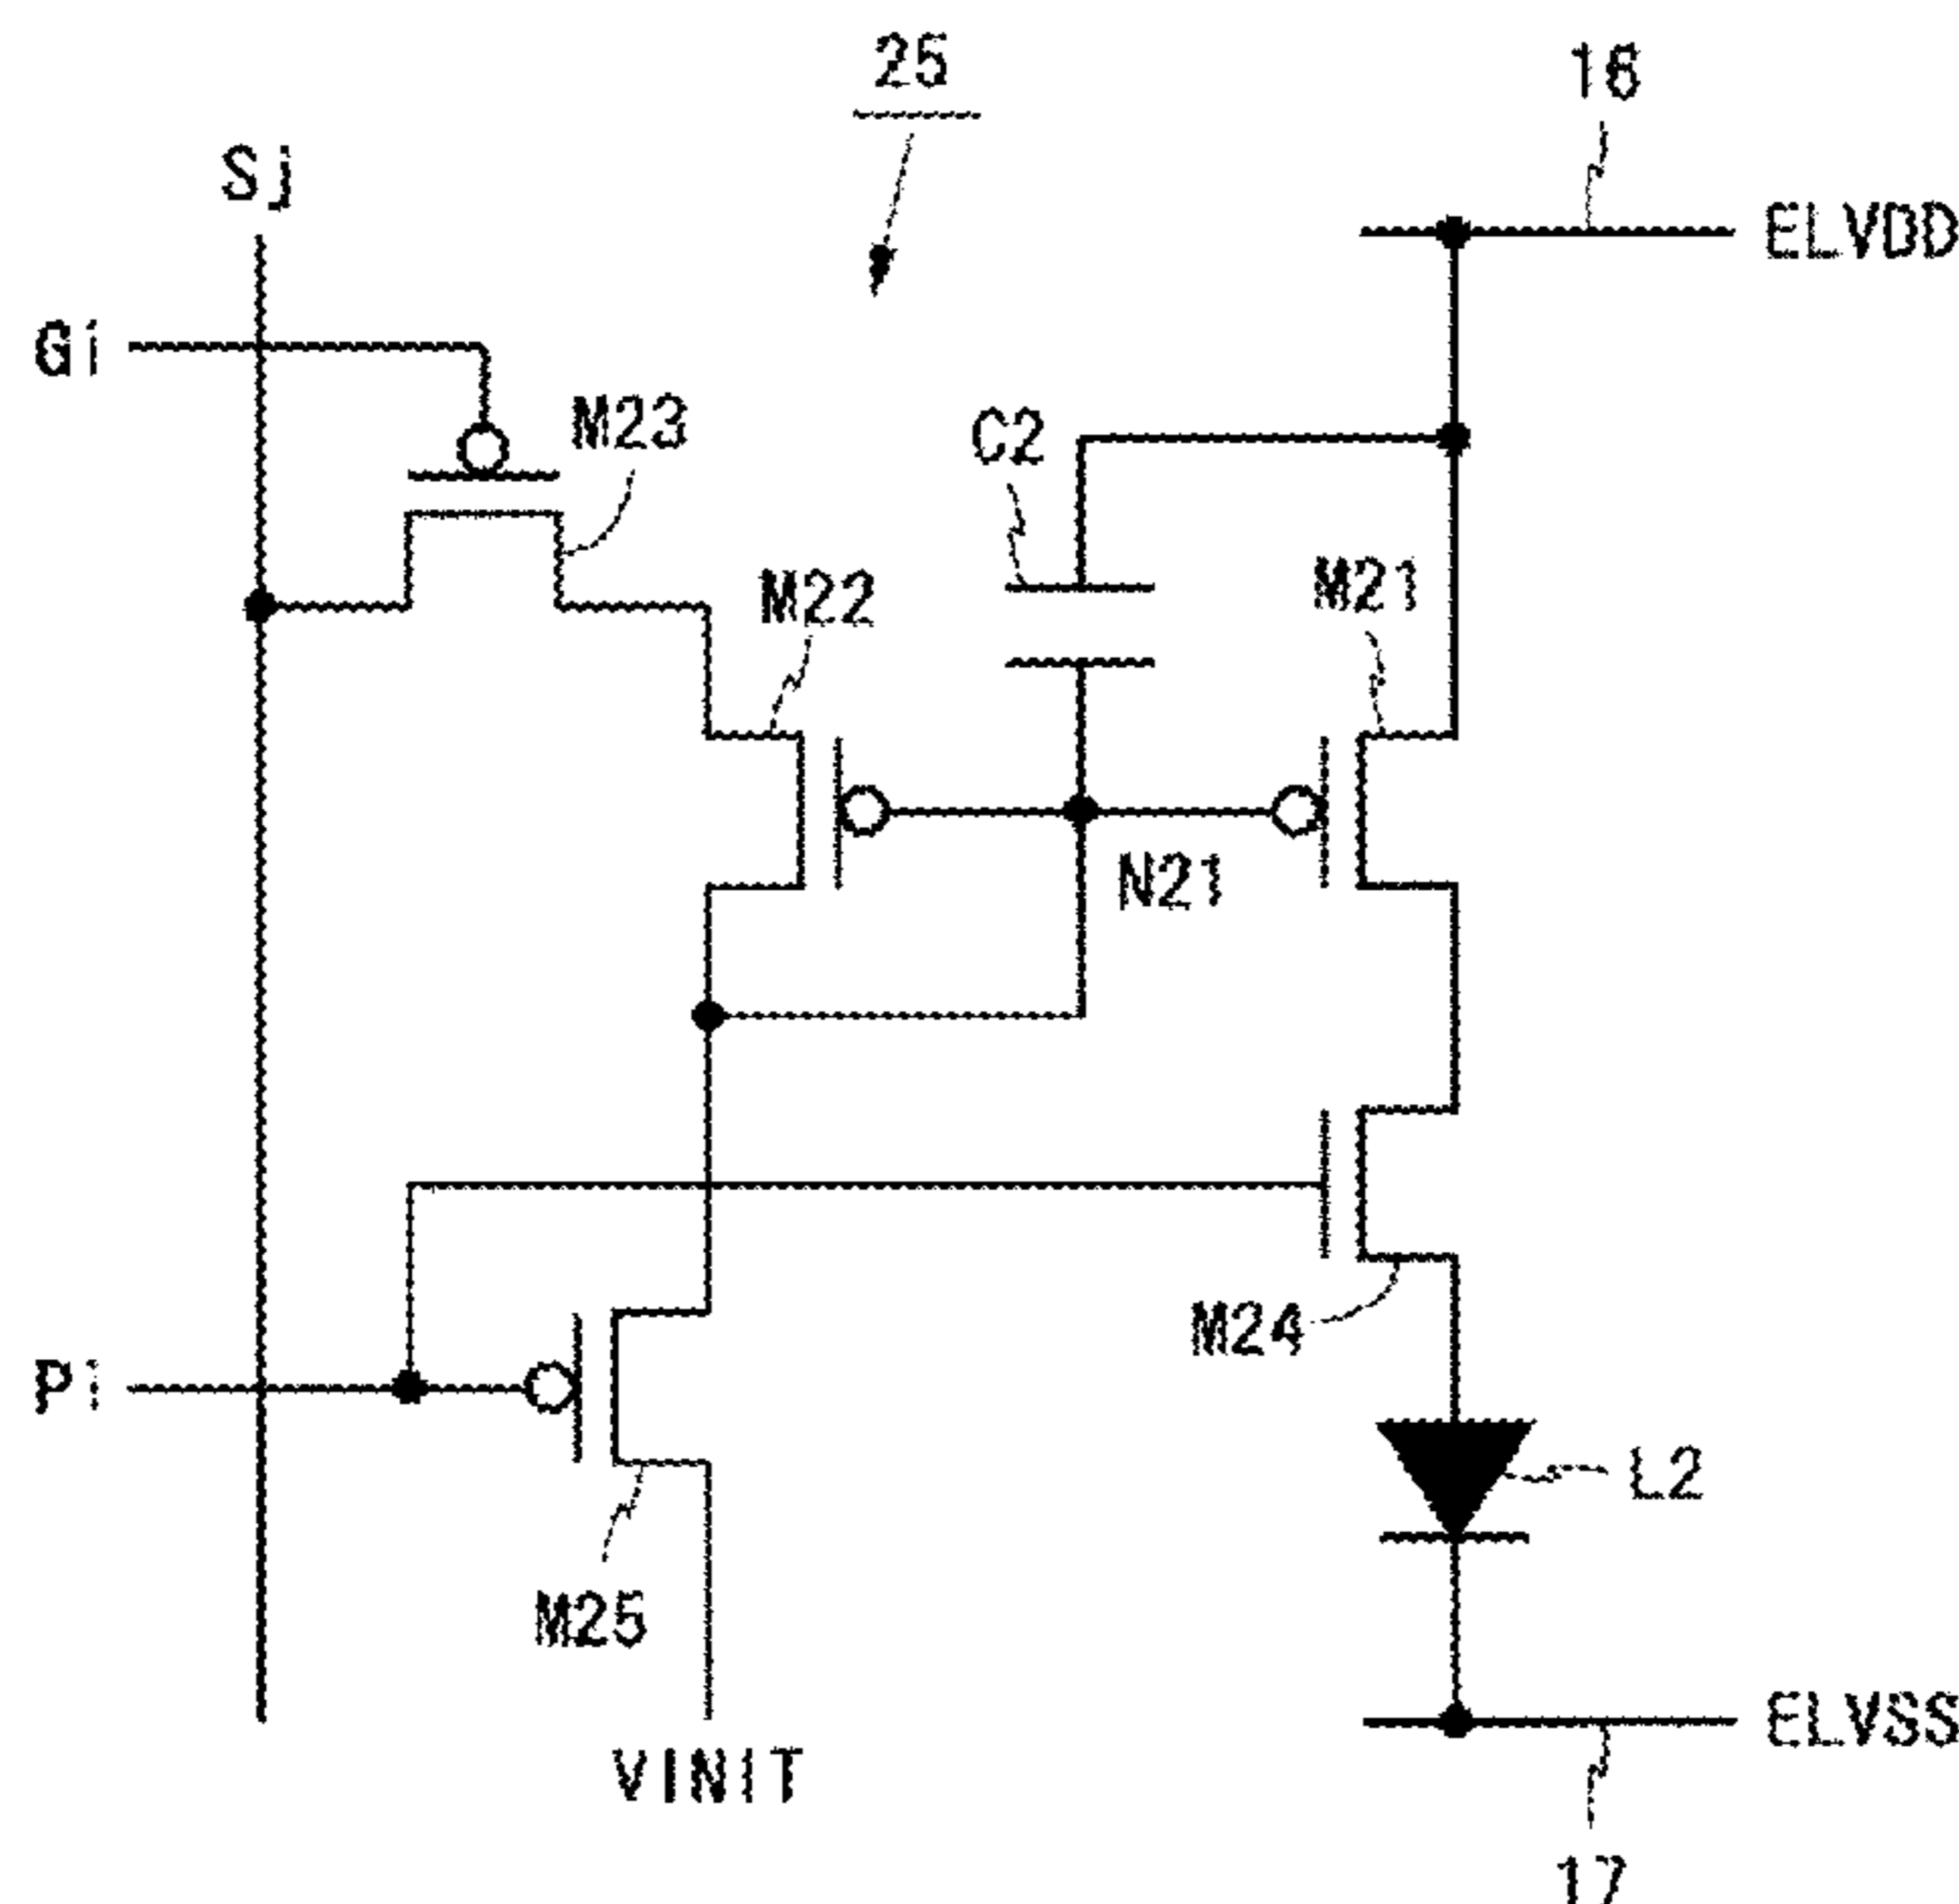 25
16
Sj
ELVDD
Gi
M23
C2
M22
M21
N21
M24
Pi
L2
M25
ELVSS
VINIT
17